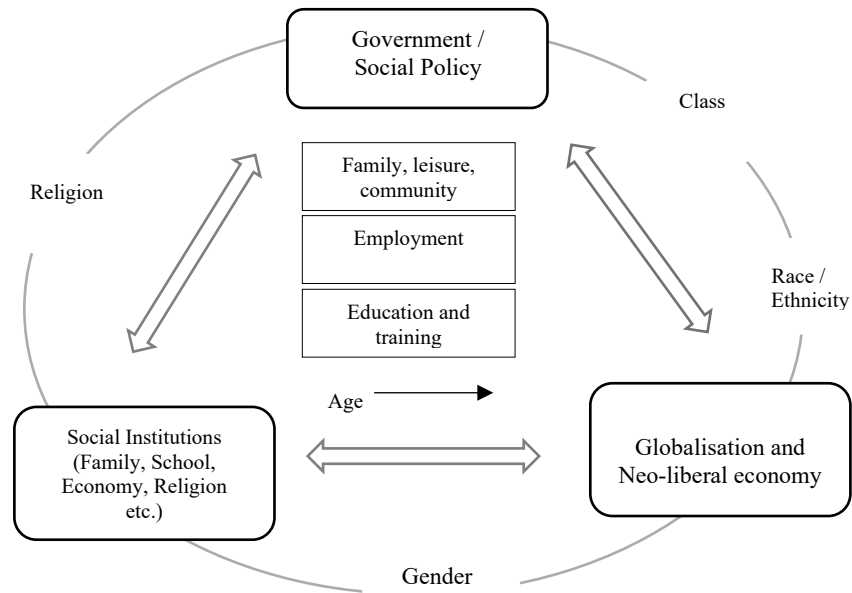 Government /
Social Policy
Class
Religion
Family, leisure,
community
Employment
Race /
Ethnicity
Education and
training
Age
Social Institutions
(Family, School,
Economy, Religion
etc.)
Globalisation and
Neo-liberal economy
Gender